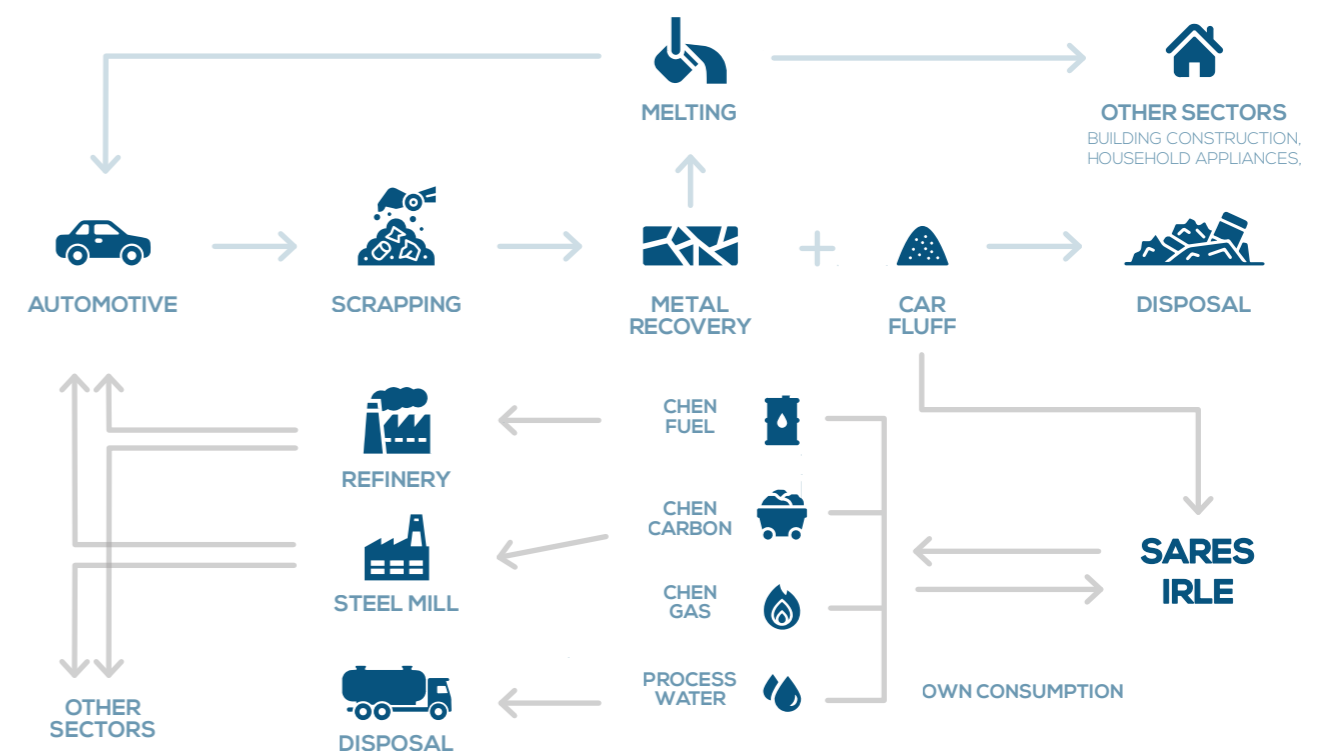 MELTING
OTHER SECTORS
BUILDING CONSTRUCTION,
HOUSEHOLD APPLIANCES,
AUTOMOTIVE
SCRAPPING
METAL
RECOVERY
CAR
FLUFF
DISPOSAL
CHEN
FUEL
REFINERY
CHEN
CARBON
SARES
IRLE
STEEL MILL
CHEN
GAS
PROCESS
WATER
OWN CONSUMPTION
OTHER
SECTORS
DISPOSAL